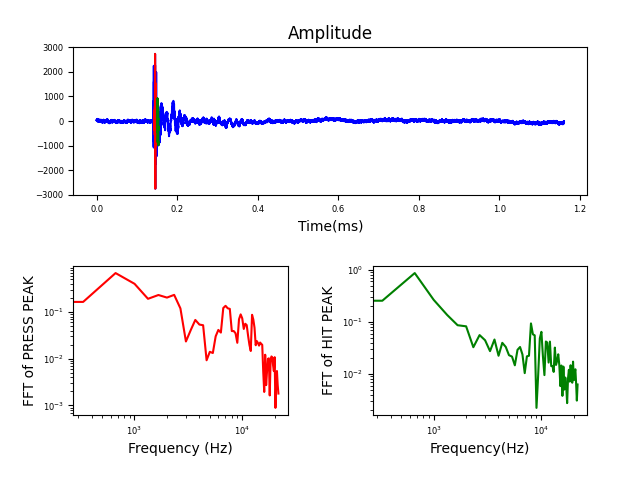 Amplitude
3000
2000
1000
0
−1000
−2000
−3000
0.0 0.2 0.4 0.6 0.8 1.0 1.2
Time(ms)
FFT of PRESS PEAK
10⁻¹
10⁻²
10⁻³
10³ 10⁴
Frequency (Hz)
FFT of HIT PEAK
10⁰
10⁻¹
10⁻²
10³ 10⁴
Frequency(Hz)